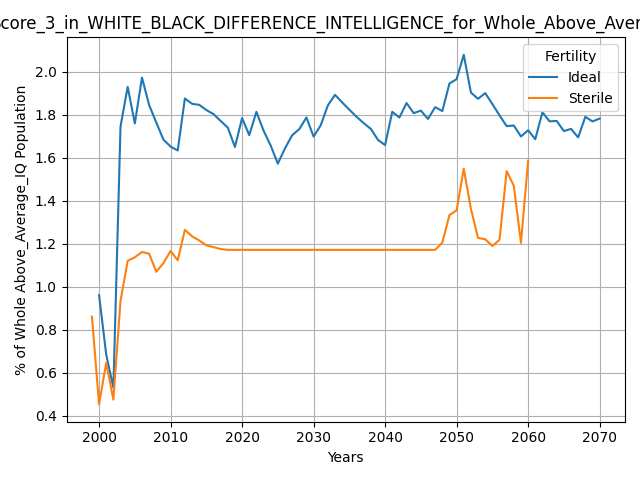 core_3_in_WHITE_BLACK_DIFFERENCE_INTELLIGENCE_for_Whole_Above_Aver
Fertility
Ideal
Sterile
% of Whole Above_Average_IQ Population
2.0
1.8
1.6
1.4
1.2
1.0
0.8
0.6
0.4
2000 2010 2020 2030 2040 2050 2060 2070
Years